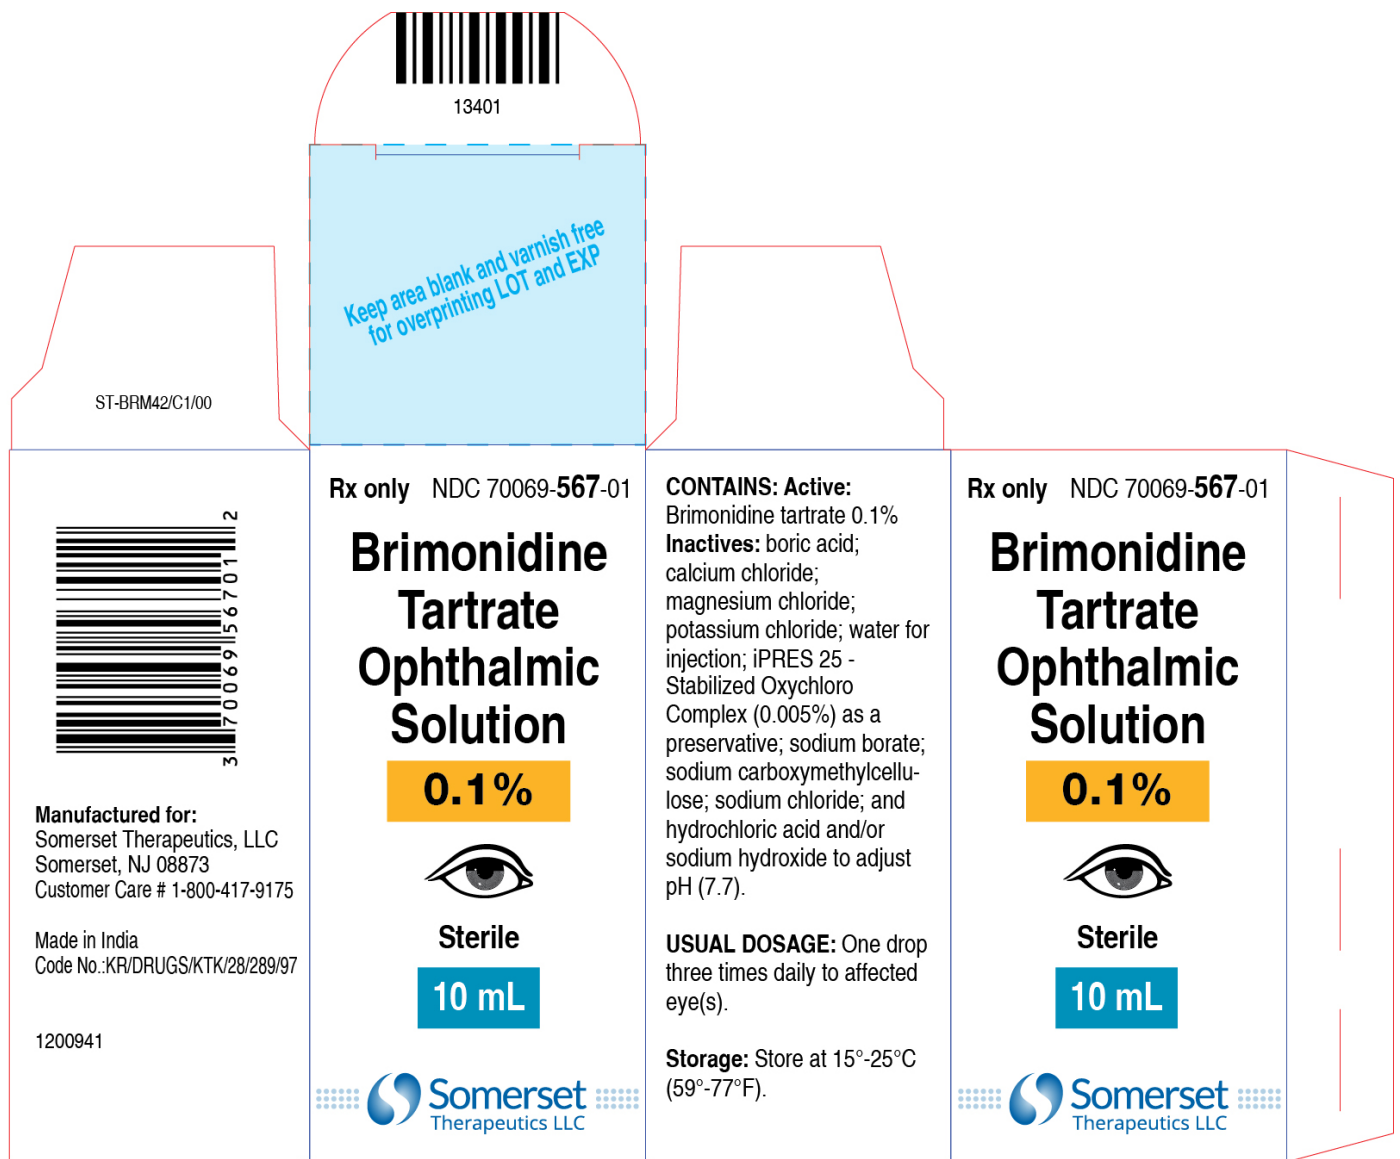 13401
Keep area blank and varnish free
for overprinting LOT and EXP
ST-BRM42/C1/00
3 70069 56701 2
Manufactured for:
Somerset Therapeutics, LLC
Somerset, NJ 08873
Customer Care # 1-800-417-9175
Made in India
Code No.:KR/DRUGS/KTK/28/289/97
1200941
Rx only NDC 70069-567-01
Brimonidine
Tartrate
Ophthalmic
Solution
0.1%
Sterile
10 mL
Somerset
Therapeutics LLC
CONTAINS: Active:
Brimonidine tartrate 0.1%
Inactives: boric acid;
calcium chloride;
magnesium chloride;
potassium chloride; water for
injection; iPRES 25 -
Stabilized Oxychloro
Complex (0.005%) as a
preservative; sodium borate;
sodium carboxymethylcellu-
lose; sodium chloride; and
hydrochloric acid and/or
sodium hydroxide to adjust
pH (7.7).
USUAL DOSAGE: One drop
three times daily to affected
eye(s).
Storage: Store at 15°-25°C
(59°-77°F).
Rx only NDC 70069-567-01
Brimonidine
Tartrate
Ophthalmic
Solution
0.1%
Sterile
10 mL
Somerset
Therapeutics LLC